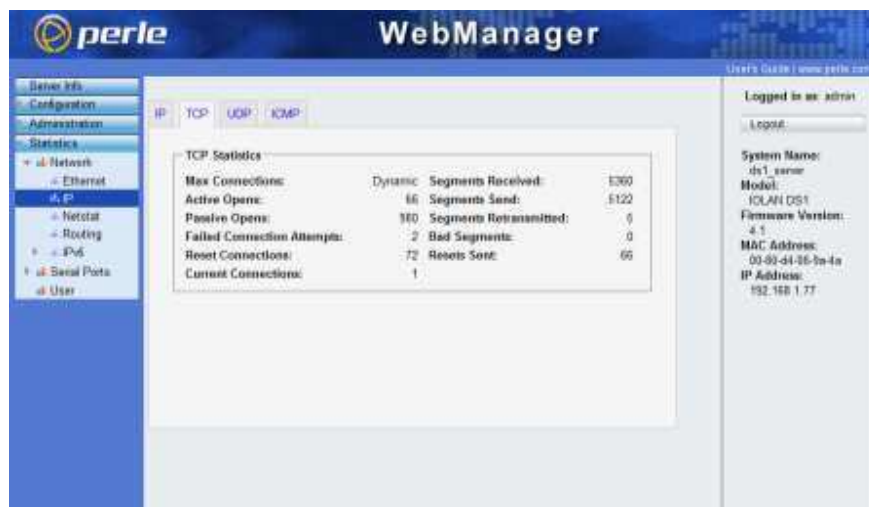 perle WebManager
User's Guide | www.perle.com
Server Info
Configuration
Administration
Statistics
Network
Ethernet
IP
Netstat
Routing
IPv6
Serial Ports
User
IP TCP UDP ICMP
TCP Statistics
Max Connections: Dynamic Segments Received: 5360
Active Opens: 66 Segments Send: 5122
Passive Opens: Segments Retransmitted:
Failed Connection Attempts: 2 Bad Segments: 0
Reset Connections: 72 Resets Sent: 66
Current Connections: 1
Logged in as: admin
Logout
System Name:
ds1_server
Model:
IOLAN DS1
Firmware Version:
4.1
MAC Address:
IP Address:
192.168.1.77